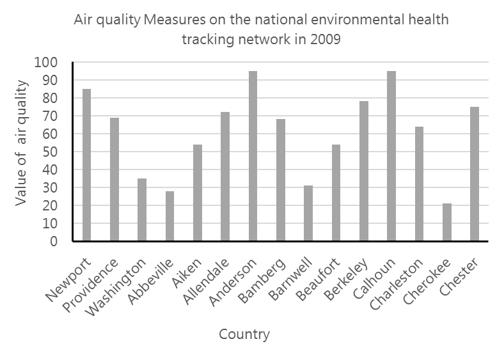 Air quality Measures on the national environmental health
tracking network in 2009
Value of air quality
100
90
80
70
60
50
40
30
20
10
0
Newport
Providence
Washington
Abbeville
Aiken
Allendale
Anderson
Bamberg
Barnwell
Beaufort
Berkeley
Calhoun
Charleston
Cherokee
Chester
Country